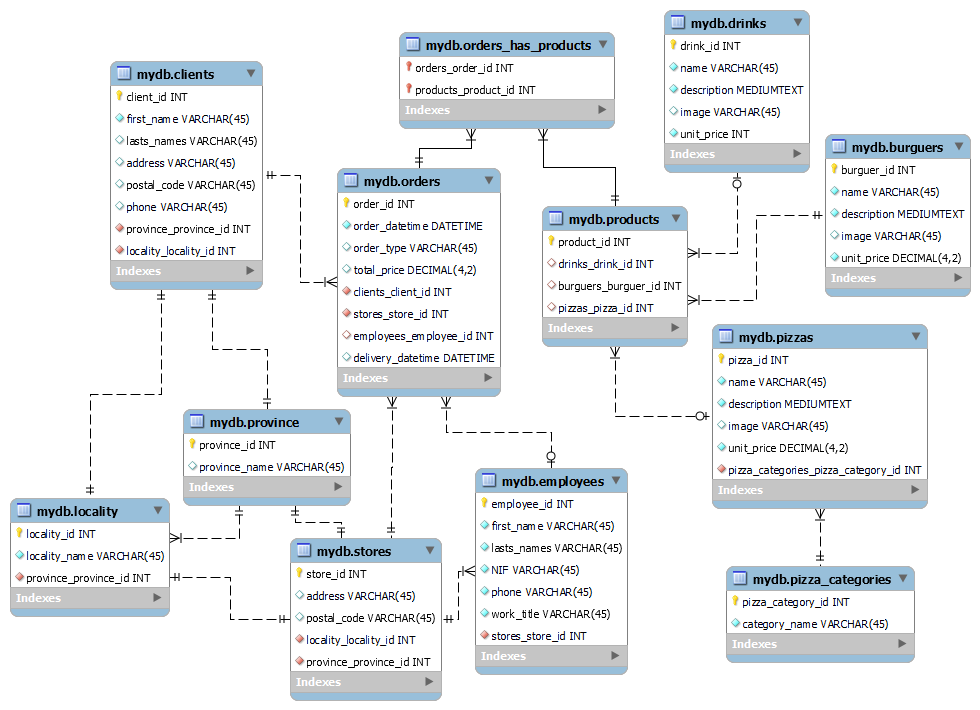 mydb.drinks
drink_id INT
name VARCHAR(45)
description MEDIUMTEXT
image VARCHAR(45)
unit_price INT
Indexes
mydb.orders_has_products
orders_order_id INT
products_product_id INT
Indexes
mydb.clients
client_id INT
first_name VARCHAR(45)
lasts_names VARCHAR(45)
address VARCHAR(45)
postal_code VARCHAR(45)
phone VARCHAR(45)
province_province_id INT
locality_locality_id INT
Indexes
mydb.burguers
burguer_id INT
name VARCHAR(45)
description MEDIUMTEXT
image VARCHAR(45)
unit_price DECIMAL(4,2)
Indexes
mydb.orders
order_id INT
order_datetime DATETIME
order_type VARCHAR(45)
total_price DECIMAL(4,2)
clients_client_id INT
stores_store_id INT
employees_employee_id INT
delivery_datetime DATETIME
Indexes
mydb.products
product_id INT
drinks_drink_id INT
burguers_burguer_id INT
pizzas_pizza_id INT
Indexes
mydb.pizzas
pizza_id INT
name VARCHAR(45)
description MEDIUMTEXT
image VARCHAR(45)
unit_price DECIMAL(4,2)
pizza_categories_pizza_category_id INT
Indexes
mydb.province
province_id INT
province_name VARCHAR(45)
Indexes
mydb.employees
employee_id INT
first_name VARCHAR(45)
lasts_names VARCHAR(45)
NIF VARCHAR(45)
phone VARCHAR(45)
work_title VARCHAR(45)
stores_store_id INT
Indexes
mydb.locality
locality_id INT
locality_name VARCHAR(45)
province_province_id INT
Indexes
mydb.stores
store_id INT
address VARCHAR(45)
postal_code VARCHAR(45)
locality_locality_id INT
province_province_id INT
Indexes
mydb.pizza_categories
pizza_category_id INT
category_name VARCHAR(45)
Indexes